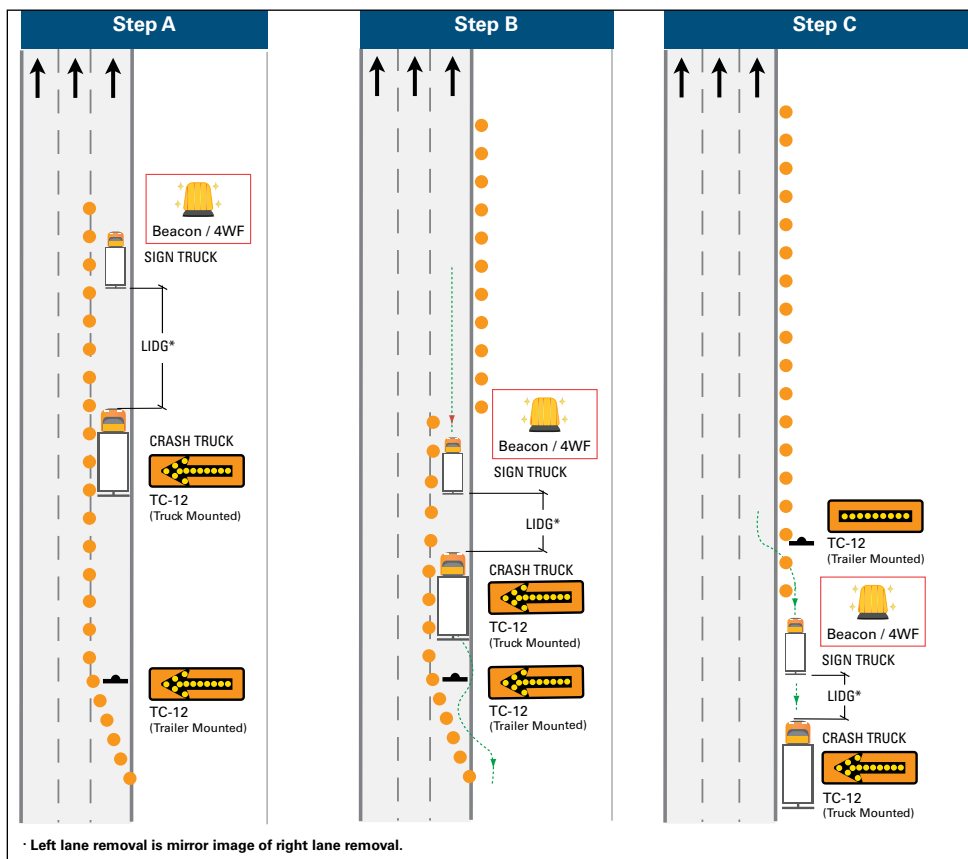 Step A
Beacon / 4WF
SIGN TRUCK
LIDG*
CRASH TRUCK
TC-12
(Truck Mounted)
TC-12
(Trailer Mounted)
Step B
Beacon / 4WF
SIGN TRUCK
LIDG*
CRASH TRUCK
TC-12
(Truck Mounted)
TC-12
(Trailer Mounted)
Step C
TC-12
(Trailer Mounted)
Beacon / 4WF
SIGN TRUCK
LIDG*
CRASH TRUCK
TC-12
(Truck Mounted)
· Left lane removal is mirror image of right lane removal.